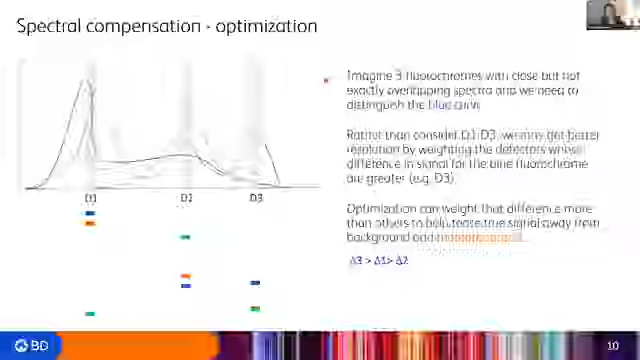 Spectral compensation - optimization
Imagine 3 fluorochromes with close but not
exactly overlapping spectra and we need to
distinguish the blue curve
Rather than consider D1-D3, we may get better
resolution by weighting the detectors whose
difference in signal for the blue fluorochrome
are greater (e.g. D3)
Optimization can weight that difference more
than others to help tease true signal away from
background and
Δ3 > Δ1> Δ2
D1 D2 D3
BD
10